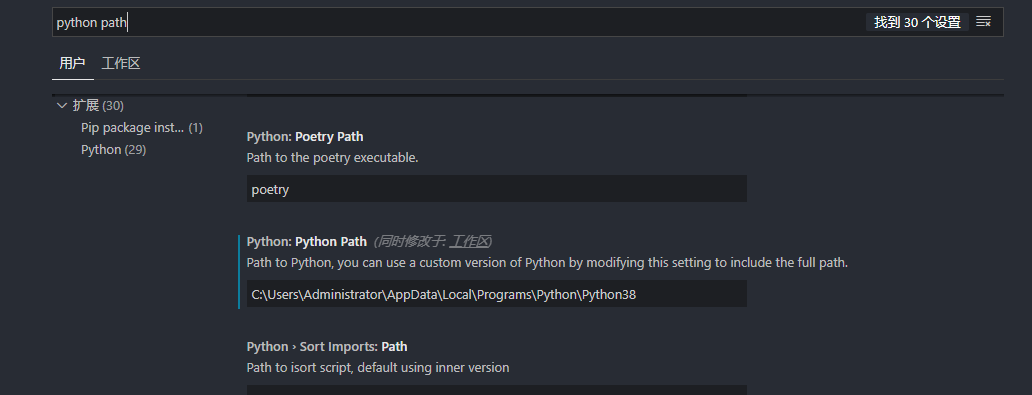 python path
找到 30 个设置
用户 工作区
扩展 (30)
Pip package inst... (1)
Python (29)
Python: Poetry Path
Path to the poetry executable.
poetry
Python: Python Path (同时修改于: 工作区)
Path to Python, you can use a custom version of Python by modifying this setting to include the full path.
C:\Users\Administrator\AppData\Local\Programs\Python\Python38
Python › Sort Imports: Path
Path to isort script, default using inner version